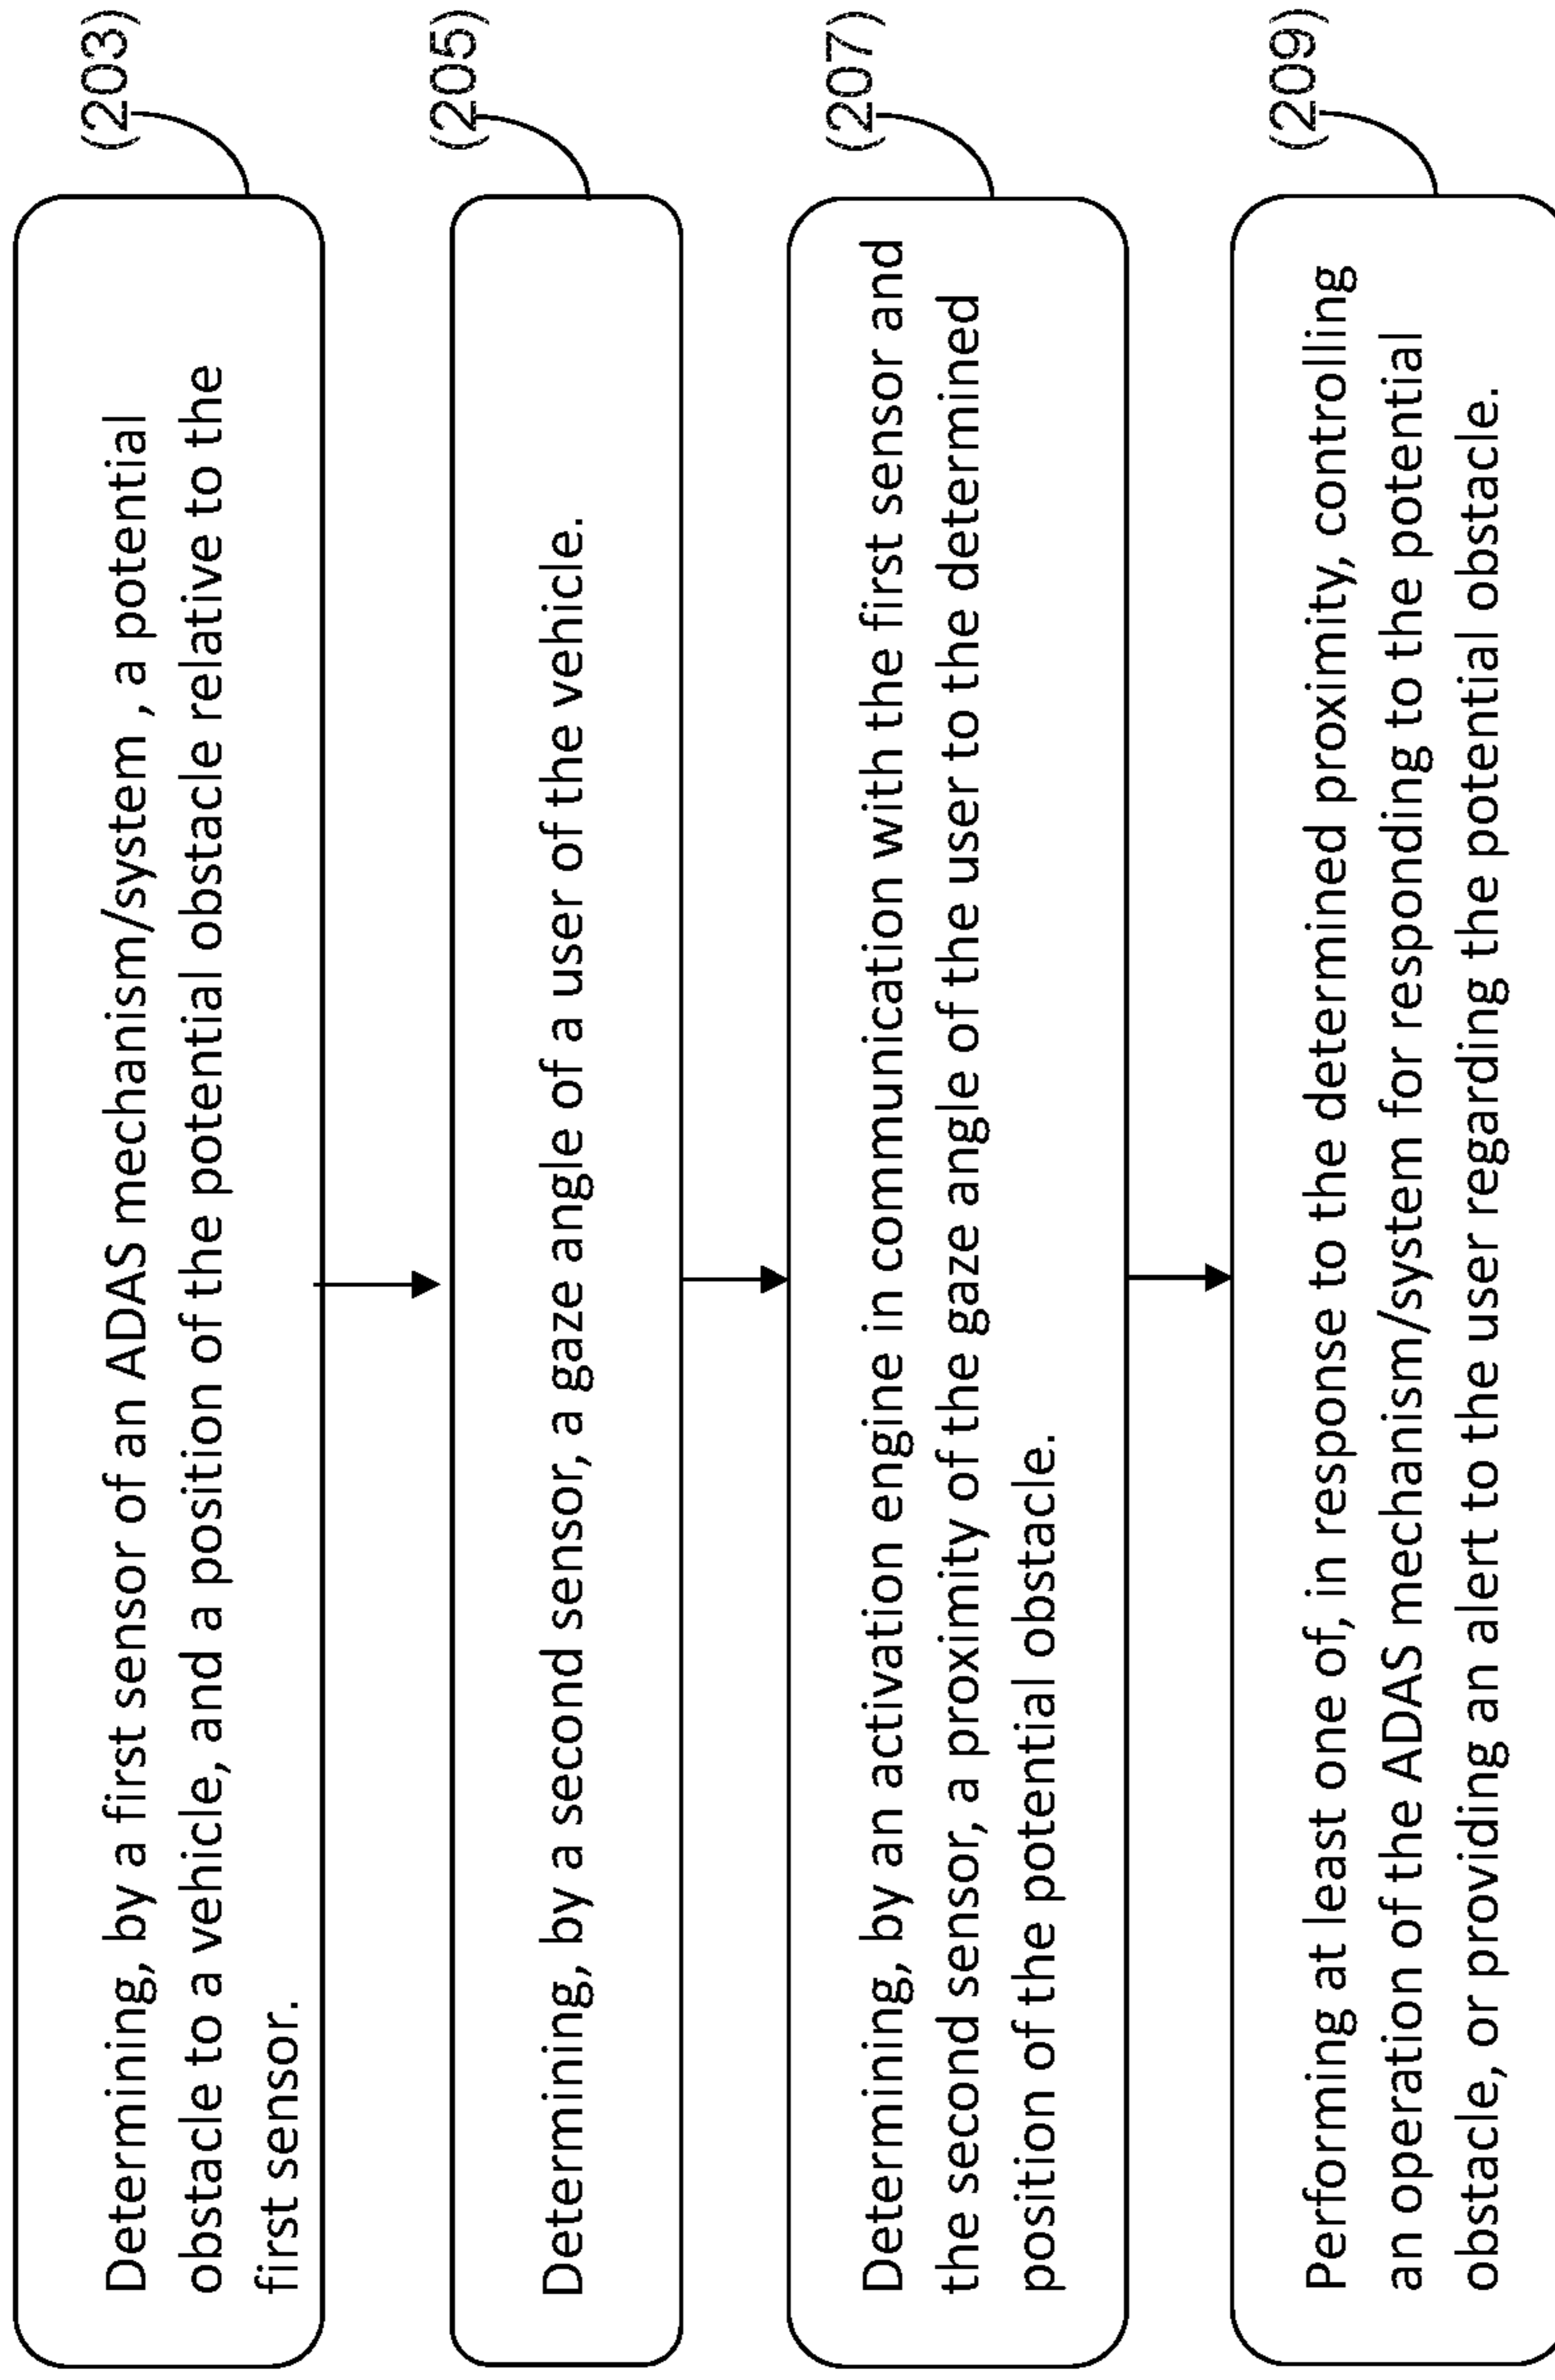 (203)
Determining, by a first sensor of an ADAS mechanism/system , a potential
obstacle to a vehicle, and a position of the potential obstacle relative to the
first sensor.
(205)
Determining, by a second sensor, a gaze angle of a user of the vehicle.
(207)
Determining, by an activation engine in communication with the first sensor and
the second sensor, a proximity of the gaze angle of the user to the determined
position of the potential obstacle.
(209)
Performing at least one of, in response to the determined proximity, controlling
an operation of the ADAS mechanism/system for responding to the potential
obstacle, or providing an alert to the user regarding the potential obstacle.